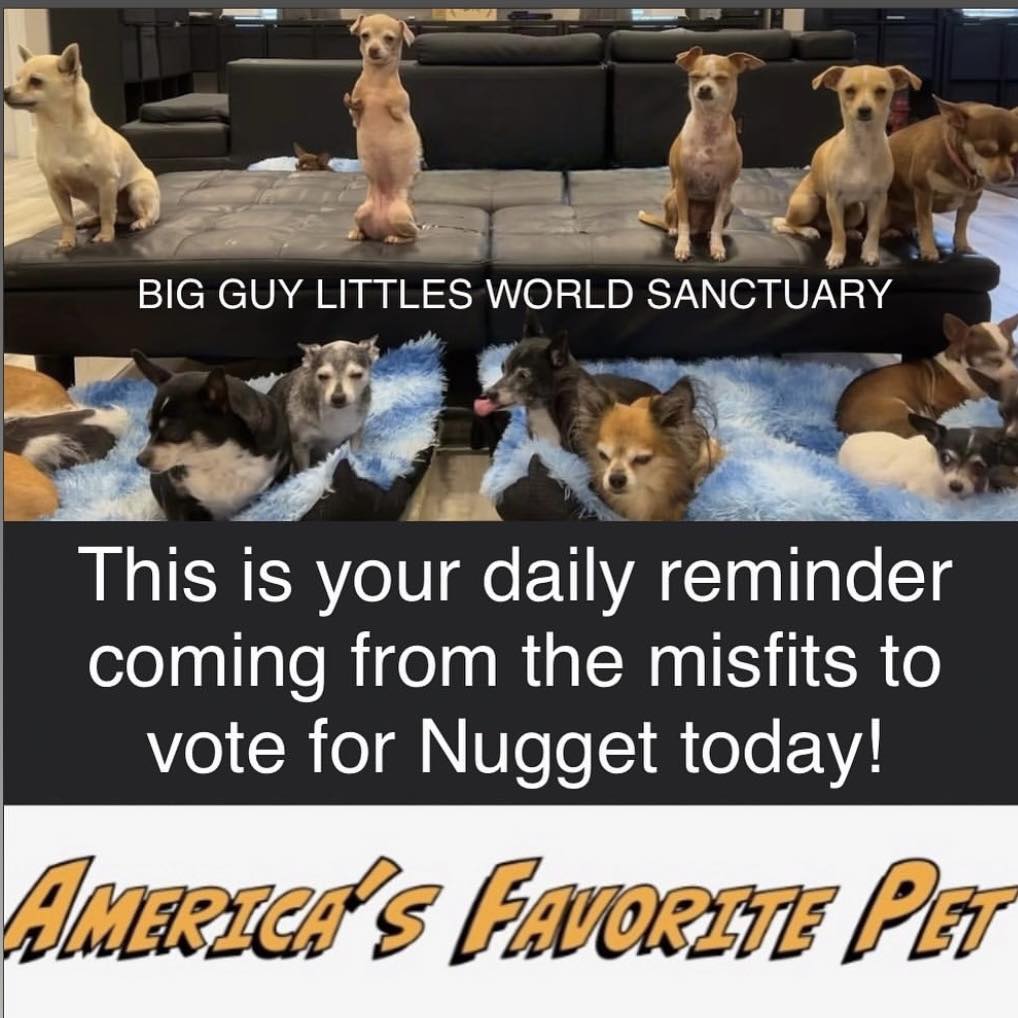 BIG GUY LITTLES WORLD SANCTUARY
This is your daily reminder
coming from the misfits to
vote for Nugget today!
AMERICA'S FAVORITE PET